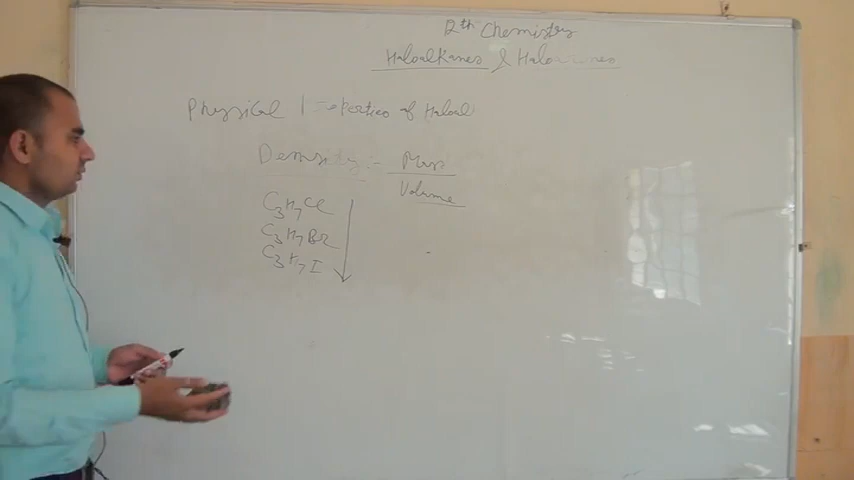 12th Chemistry
Haloalkanes & Haloarenes
Physical Properties of Haloal
Density = Mass
Volume
C3H7Cl
C3H7Br
C3H7I